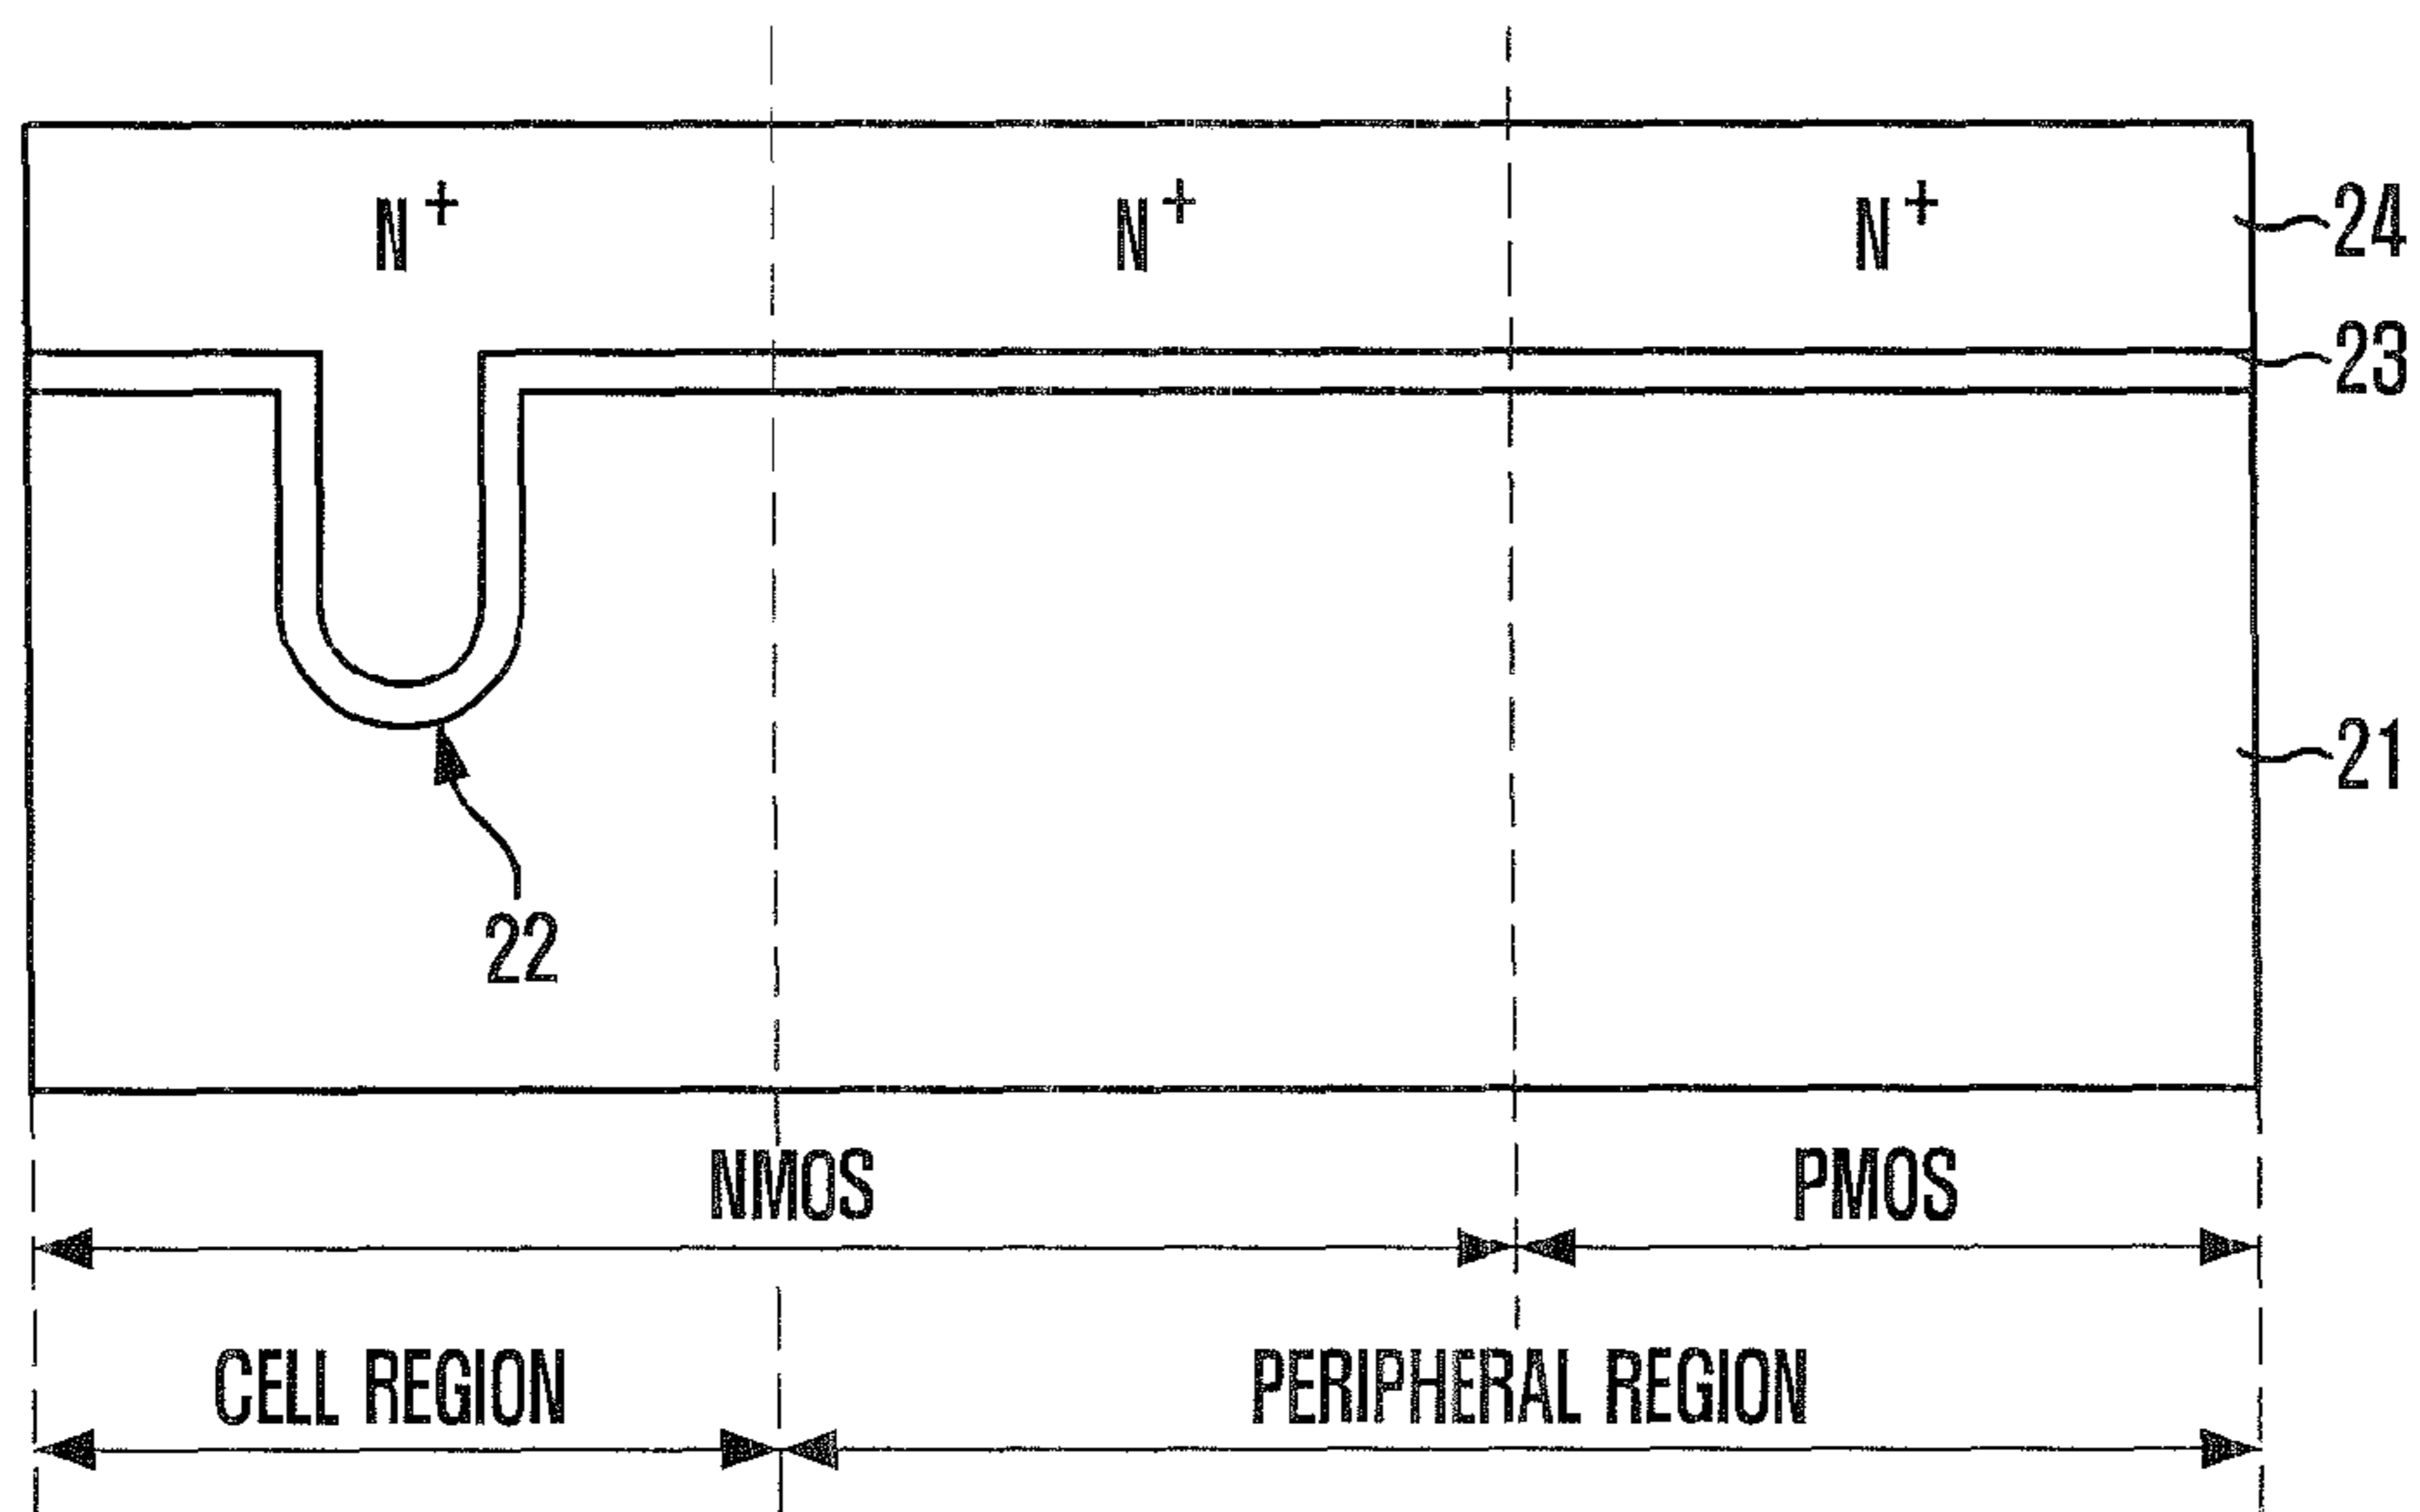 N+ N+ N+
24
23
21
22
NMOS PMOS
CELL REGION PERIPHERAL REGION